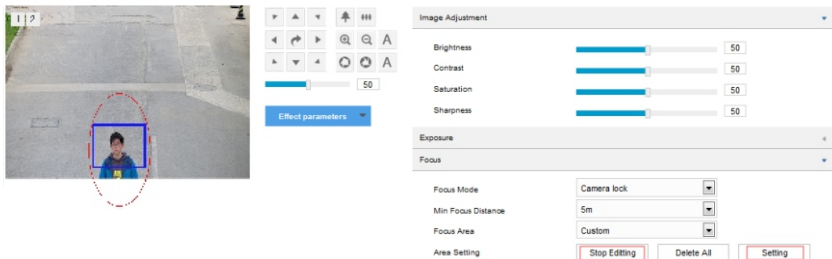 1 2
A
A
50
Effect parameters
Image Adjustment
Brightness 50
Contrast 50
Saturation 50
Sharpness 50
Exposure
Focus
Focus Mode Camera lock
Min Focus Distance 5m
Focus Area Custom
Area Setting Stop Editting Delete All Setting